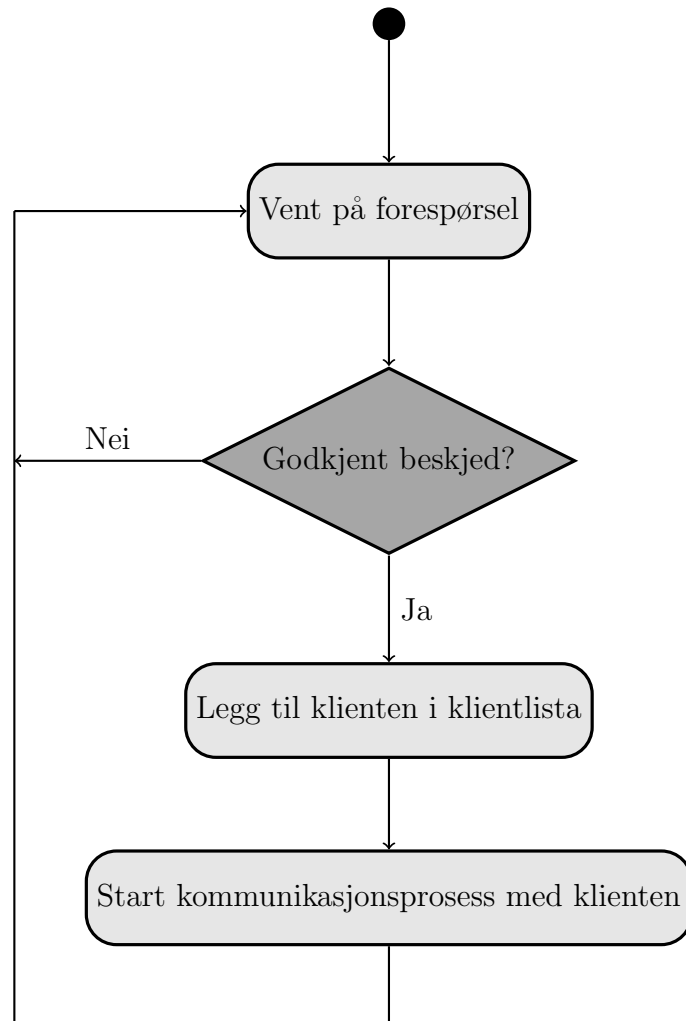 Vent på forespørsel
Godkjent beskjed?
Nei
Ja
Legg til klienten i klientlista
Start kommunikasjonsprosess med klienten